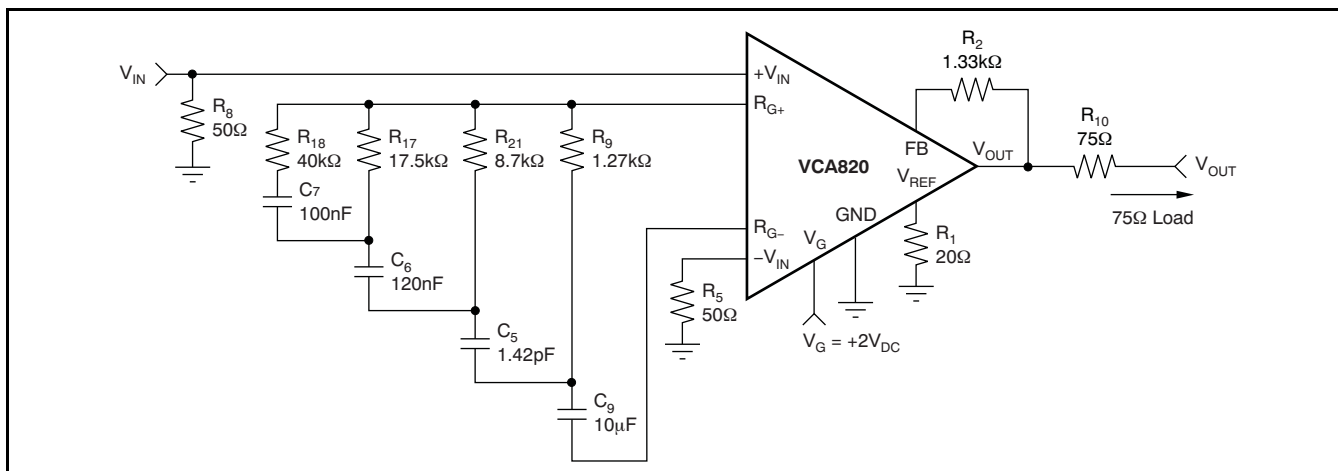 V_IN
R_8
50Ω
R_18
40kΩ
C_7
100nF
R_17
17.5kΩ
C_6
120nF
R_21
8.7kΩ
C_5
1.42pF
R_9
1.27kΩ
C_9
10µF
+V_IN
R_G+
R_G−
−V_IN
R_5
50Ω
VCA820
FB
V_OUT
V_REF
GND
V_G
V_G = +2V_DC
R_1
20Ω
R_2
1.33kΩ
R_10
75Ω
V_OUT
75Ω Load